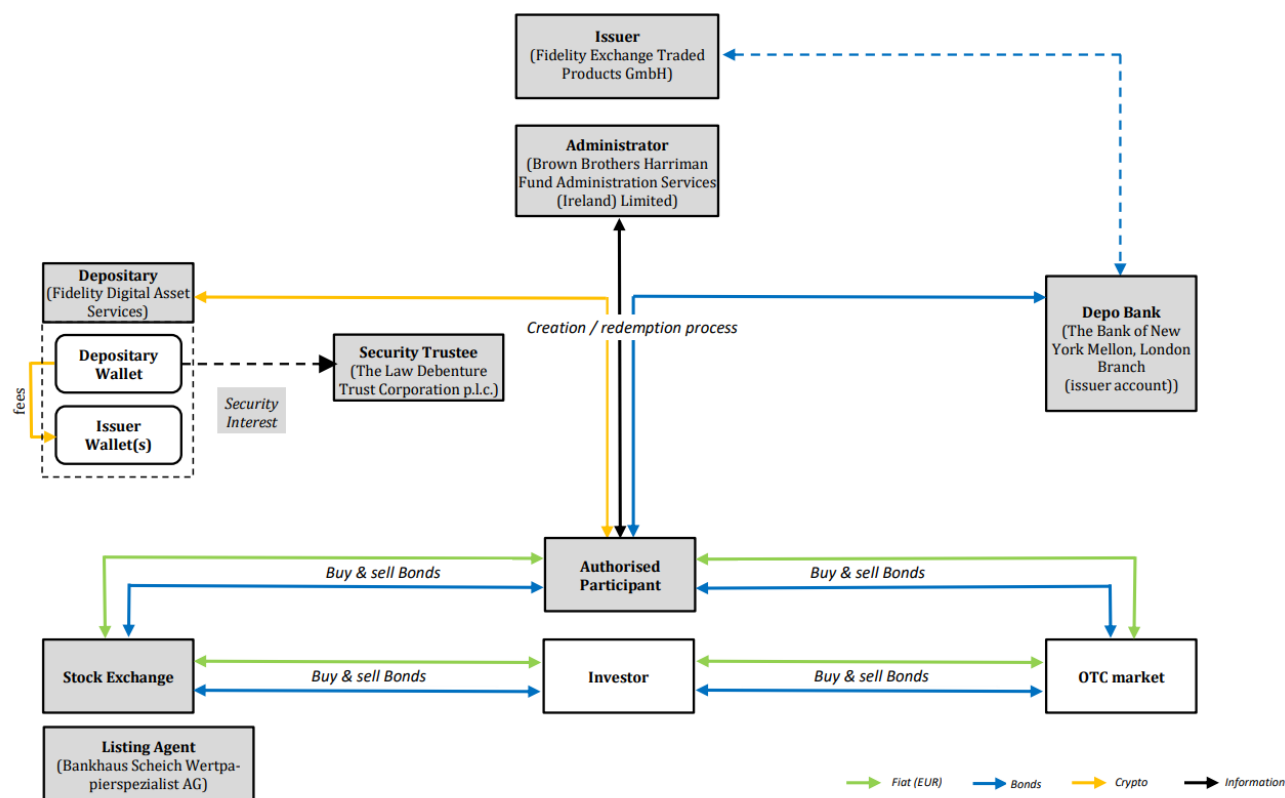 Issuer
(Fidelity Exchange Traded
Products GmbH)
Administrator
(Brown Brothers Harriman
Fund Administration Services
(Ireland) Limited)
Depositary
(Fidelity Digital Asset
Services)
Creation / redemption process
Depo Bank
(The Bank of New
York Mellon, London
Branch
(issuer account))
Depositary
Wallet
Security Trustee
(The Law Debenture
Trust Corporation p.l.c.)
fees
Security
Interest
Issuer
Wallet(s)
Authorised
Participant
Buy & sell Bonds
Buy & sell Bonds
Stock Exchange
Buy & sell Bonds
Investor
Buy & sell Bonds
OTC market
Listing Agent
(Bankhaus Scheich Wertpa-
pierspezialist AG)
Fiat (EUR)
Bonds
Crypto
Information